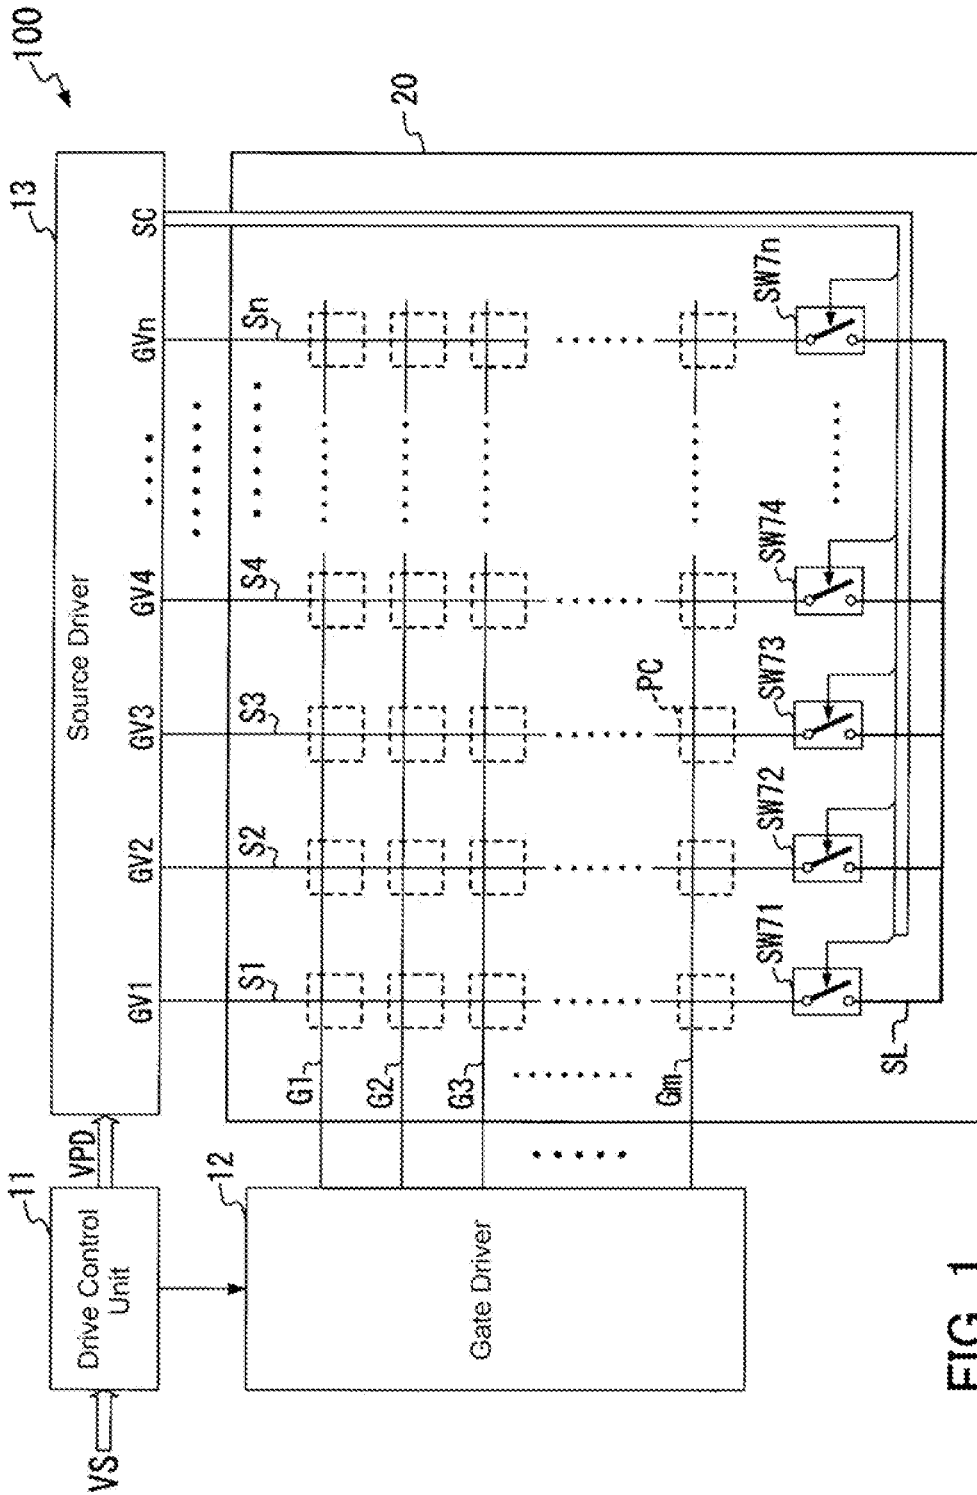 100
VS
11
Drive Control
Unit
VPD
13
Source Driver
GV1
GV2
GV3
GV4
GVn
SC
20
12
Gate Driver
S1
S2
S3
S4
Sn
G1
G2
G3
Gm
PC
SW71
SW72
SW73
SW74
SW7n
SL
FIG. 1